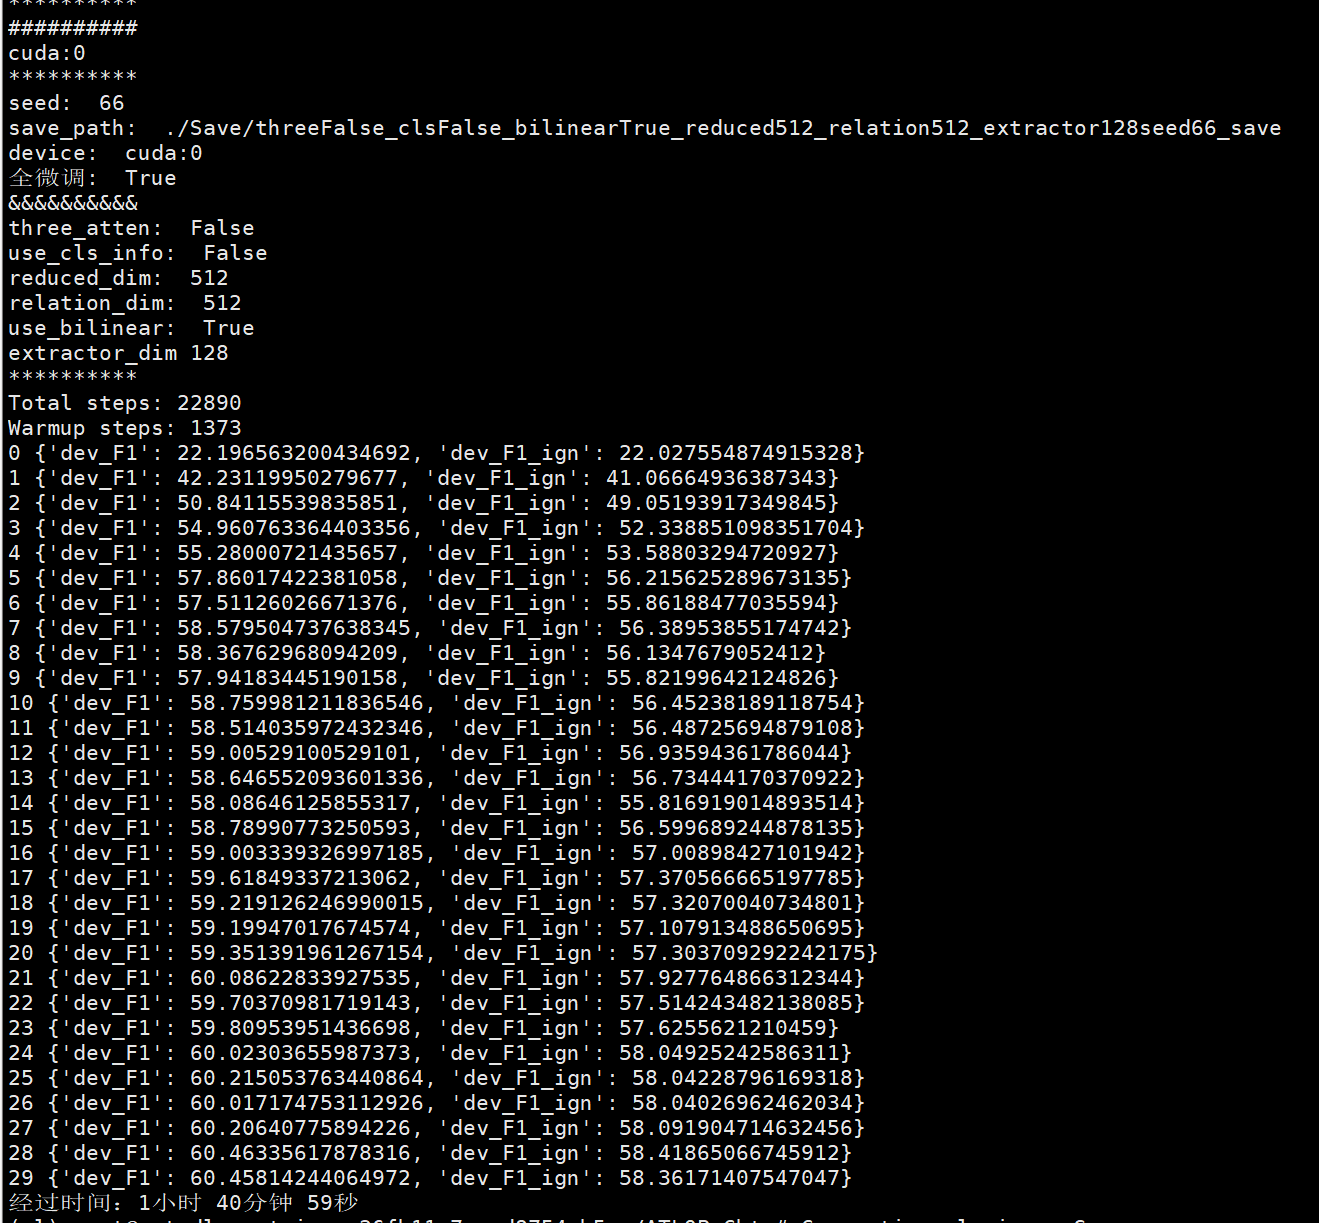 **********
##########
cuda:0
**********
seed:  66
save_path:  ./Save/threeFalse_clsFalse_bilinearTrue_reduced512_relation512_extractor128seed66_save
device:  cuda:0
全微调:  True
&&&&&&&&&&
three_atten:  False
use_cls_info:  False
reduced_dim:  512
relation_dim:  512
use_bilinear:  True
extractor_dim 128
**********
Total steps: 22890
Warmup steps: 1373
0 {'dev_F1': 22.196563200434692, 'dev_F1_ign': 22.027554874915328}
1 {'dev_F1': 42.23119950279677, 'dev_F1_ign': 41.06664936387343}
2 {'dev_F1': 50.84115539835851, 'dev_F1_ign': 49.05193917349845}
3 {'dev_F1': 54.960763364403356, 'dev_F1_ign': 52.338851098351704}
4 {'dev_F1': 55.28000721435657, 'dev_F1_ign': 53.58803294720927}
5 {'dev_F1': 57.86017422381058, 'dev_F1_ign': 56.215625289673135}
6 {'dev_F1': 57.51126026671376, 'dev_F1_ign': 55.86188477035594}
7 {'dev_F1': 58.579504737638345, 'dev_F1_ign': 56.38953855174742}
8 {'dev_F1': 58.36762968094209, 'dev_F1_ign': 56.1347679052412}
9 {'dev_F1': 57.94183445190158, 'dev_F1_ign': 55.82199642124826}
10 {'dev_F1': 58.759981211836546, 'dev_F1_ign': 56.45238189118754}
11 {'dev_F1': 58.514035972432346, 'dev_F1_ign': 56.48725694879108}
12 {'dev_F1': 59.00529100529101, 'dev_F1_ign': 56.93594361786044}
13 {'dev_F1': 58.646552093601336, 'dev_F1_ign': 56.73444170370922}
14 {'dev_F1': 58.08646125855317, 'dev_F1_ign': 55.816919014893514}
15 {'dev_F1': 58.78990773250593, 'dev_F1_ign': 56.599689244878135}
16 {'dev_F1': 59.003339326997185, 'dev_F1_ign': 57.00898427101942}
17 {'dev_F1': 59.61849337213062, 'dev_F1_ign': 57.370566665197785}
18 {'dev_F1': 59.219126246990015, 'dev_F1_ign': 57.32070040734801}
19 {'dev_F1': 59.19947017674574, 'dev_F1_ign': 57.107913488650695}
20 {'dev_F1': 59.351391961267154, 'dev_F1_ign': 57.303709292242175}
21 {'dev_F1': 60.08622833927535, 'dev_F1_ign': 57.927764866312344}
22 {'dev_F1': 59.70370981719143, 'dev_F1_ign': 57.514243482138085}
23 {'dev_F1': 59.80953951436698, 'dev_F1_ign': 57.6255621210459}
24 {'dev_F1': 60.02303655987373, 'dev_F1_ign': 58.04925242586311}
25 {'dev_F1': 60.215053763440864, 'dev_F1_ign': 58.04228796169318}
26 {'dev_F1': 60.017174753112926, 'dev_F1_ign': 58.04026962462034}
27 {'dev_F1': 60.20640775894226, 'dev_F1_ign': 58.091904714632456}
28 {'dev_F1': 60.46335617878316, 'dev_F1_ign': 58.41865066745912}
29 {'dev_F1': 60.45814244064972, 'dev_F1_ign': 58.36171407547047}
经过时间：1小时 40分钟 59秒